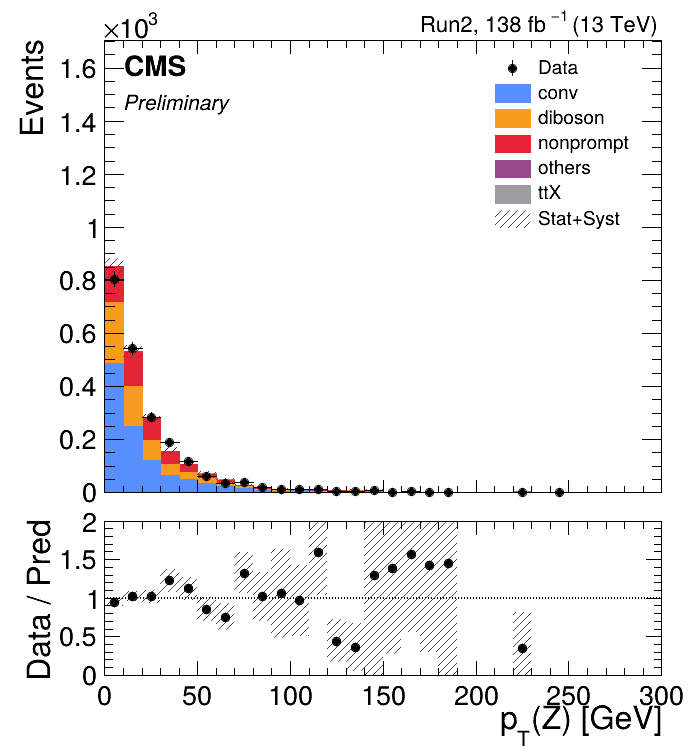 ×10³
Run2, 138 fb⁻¹ (13 TeV)
Events
CMS
Preliminary
Data
conv
diboson
nonprompt
others
ttX
Stat+Syst
1.6
1.4
1.2
1
0.8
0.6
0.4
0.2
0
Data / Pred
2
1.5
1
0.5
0
0 50 100 150 200 250 300
p_T(Z) [GeV]